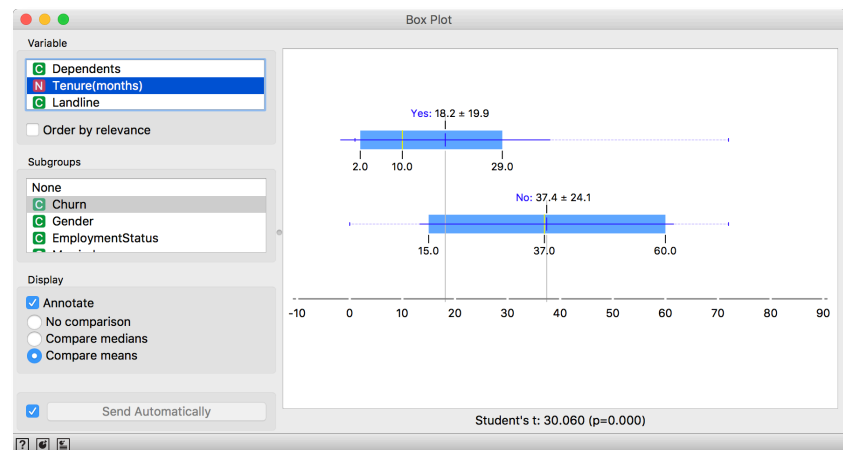 Box Plot
Variable
C Dependents
N Tenure(months)
C Landline
Order by relevance
Subgroups
None
C Churn
C Gender
C EmploymentStatus
Display
Annotate
No comparison
Compare medians
Compare means
Send Automatically
?
Yes: 18.2 ± 19.9
2.0 10.0 29.0
No: 37.4 ± 24.1
15.0 37.0 60.0
-10 0 10 20 30 40 50 60 70 80 90
Student's t: 30.060 (p=0.000)